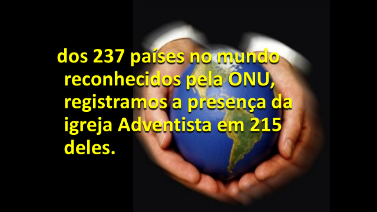 dos 237 países no mundo
reconhecidos pela ONU,
registramos a presença da
igreja Adventista em 215
deles.